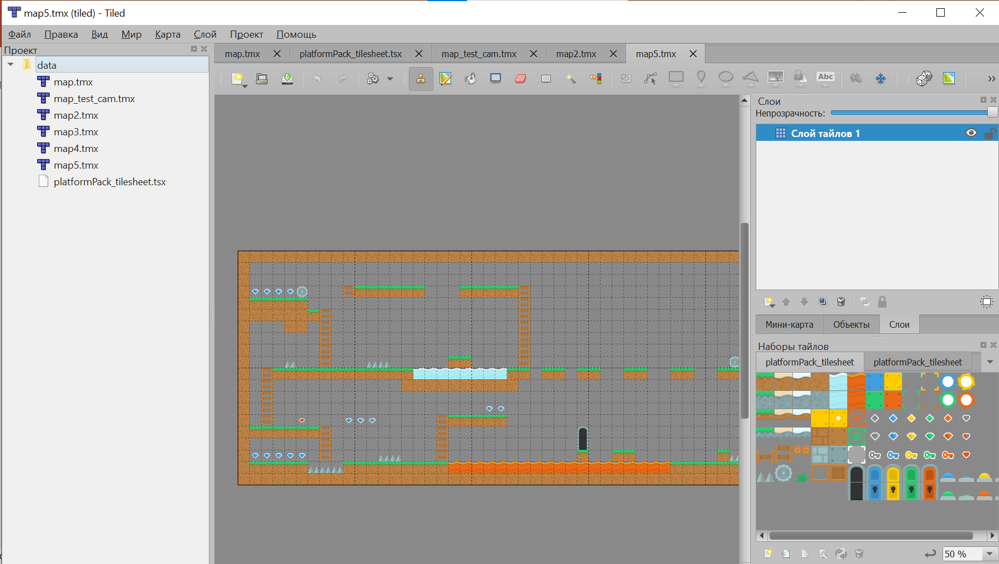 map5.tmx (tiled) - Tiled
Файл Правка Вид Мир Карта Слой Проект Помощь
Проект
data
map.tmx
map_test_cam.tmx
map2.tmx
map3.tmx
map4.tmx
map5.tmx
platformPack_tilesheet.tsx
map.tmx platformPack_tilesheet.tsx map_test_cam.tmx map2.tmx map5.tmx
Abc
Слои
Непрозрачность:
Слой тайлов 1
Мини-карта Объекты Слои
Наборы тайлов
platformPack_tilesheet platformPack_tilesheet
50 %